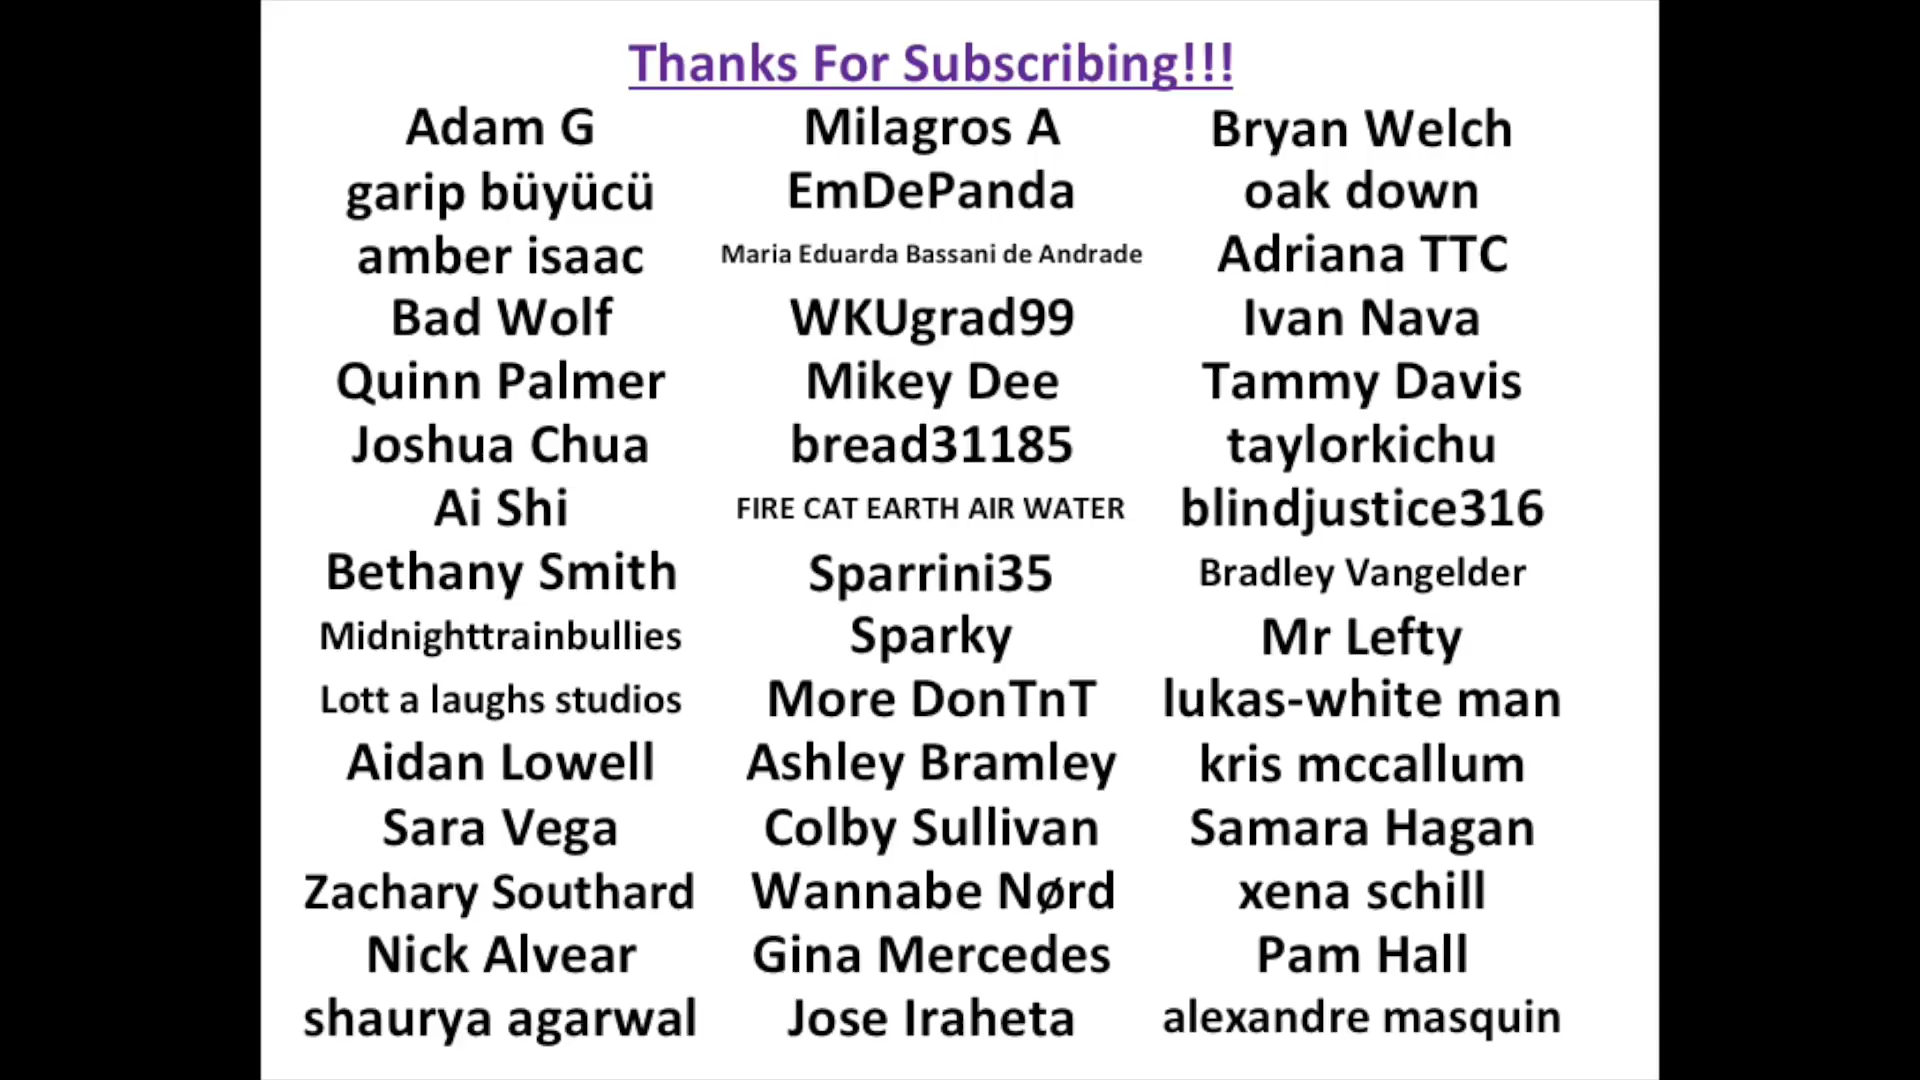 Thanks For Subscribing!!!
Adam G Milagros A Bryan Welch
garip büyücü EmDePanda oak down
amber isaac Maria Eduarda Bassani de Andrade Adriana TTC
Bad Wolf WKUgrad99 Ivan Nava
Quinn Palmer Mikey Dee Tammy Davis
Joshua Chua bread31185 taylorkichu
Ai Shi FIRE CAT EARTH AIR WATER blindjustice316
Bethany Smith Sparrini35 Bradley Vangelder
Midnighttrainbullies Sparky Mr Lefty
Lott a laughs studios More DonTnT lukas-white man
Aidan Lowell Ashley Bramley kris mccallum
Sara Vega Colby Sullivan Samara Hagan
Zachary Southard Wannabe Nørd xena schill
Nick Alvear Gina Mercedes Pam Hall
shaurya agarwal Jose Iraheta alexandre masquin